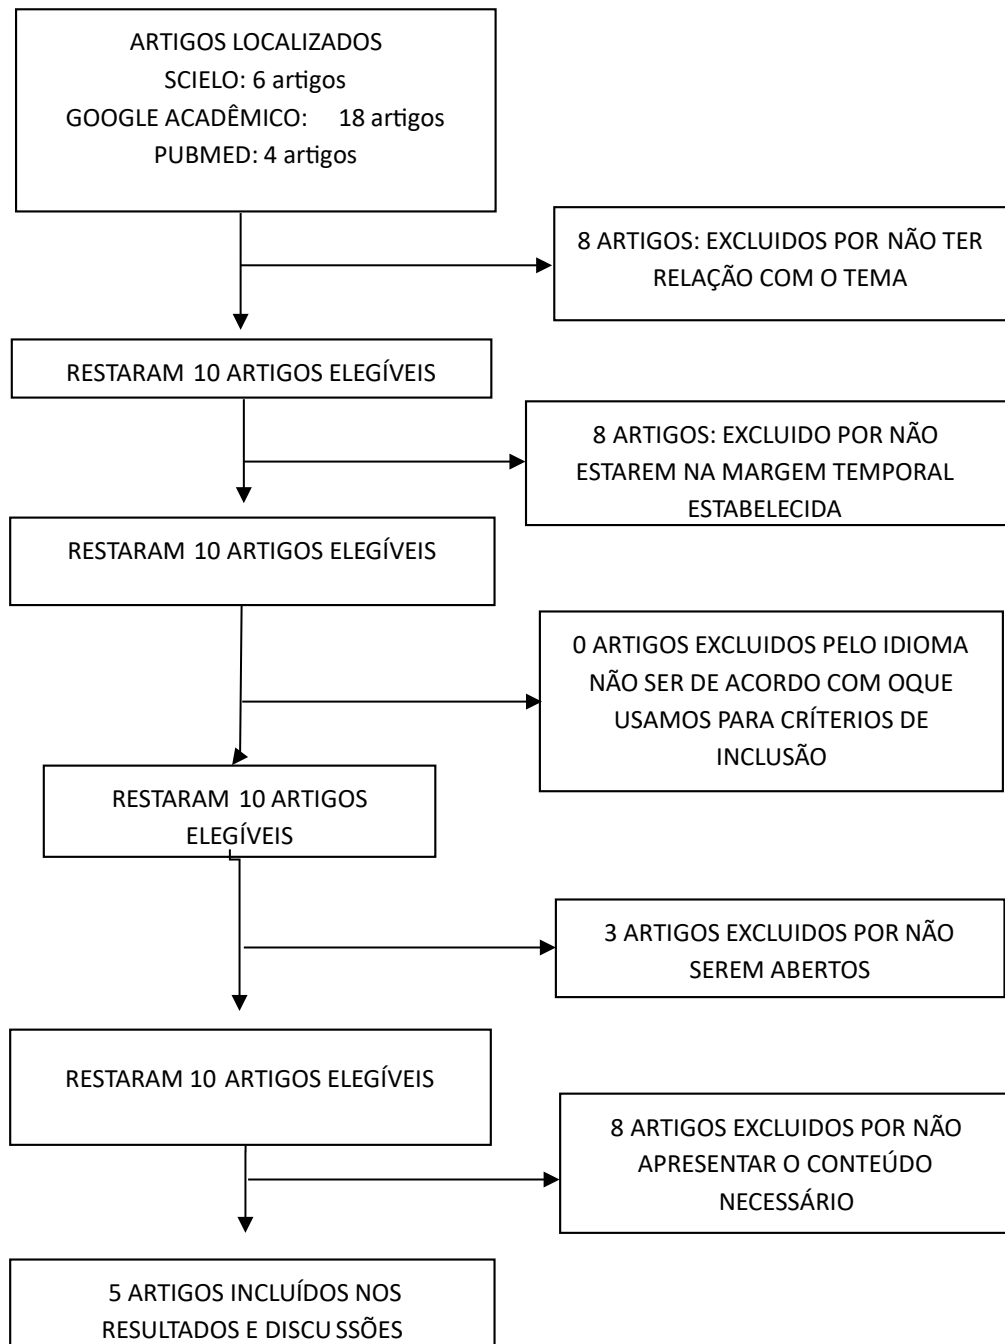 ARTIGOS LOCALIZADOS
SCIELO: 6 artigos
GOOGLE ACADÊMICO: 18 artigos
PUBMED: 4 artigos
8 ARTIGOS: EXCLUIDOS POR NÃO TER
RELAÇÃO COM O TEMA
RESTARAM 10 ARTIGOS ELEGÍVEIS
8 ARTIGOS: EXCLUIDO POR NÃO
ESTAREM NA MARGEM TEMPORAL
ESTABELECIDA
RESTARAM 10 ARTIGOS ELEGÍVEIS
0 ARTIGOS EXCLUIDOS PELO IDIOMA
NÃO SER DE ACORDO COM OQUE
USAMOS PARA CRÍTERIOS DE
INCLUSÃO
RESTARAM 10 ARTIGOS
ELEGÍVEIS
3 ARTIGOS EXCLUIDOS POR NÃO
SEREM ABERTOS
RESTARAM 10 ARTIGOS ELEGÍVEIS
8 ARTIGOS EXCLUIDOS POR NÃO
APRESENTAR O CONTEÚDO
NECESSÁRIO
5 ARTIGOS INCLUÍDOS NOS
RESULTADOS E DISCU SSÕES